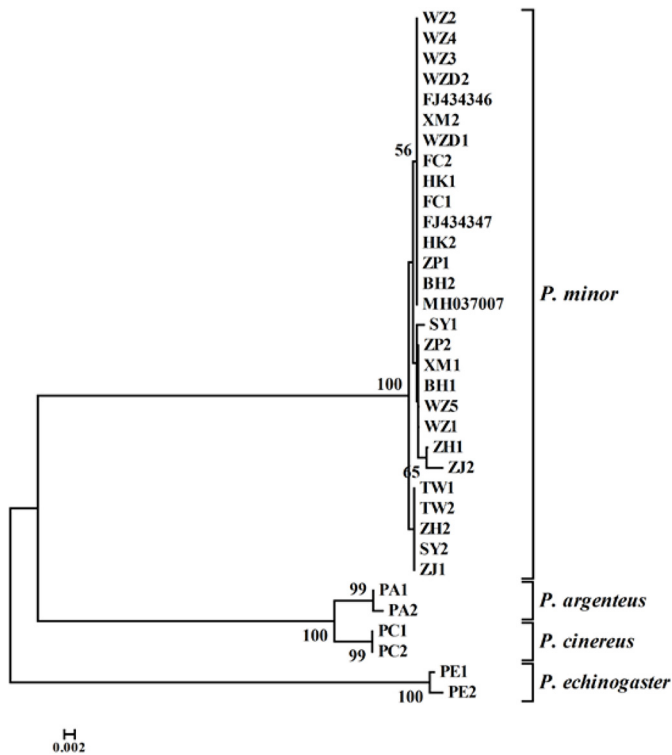 WZ2
WZ4
WZ3
WZD2
FJ434346
XM2
WZD1
56
FC2
HK1
FC1
FJ434347
HK2
ZP1
BH2
P. minor
MH037007
SY1
ZP2
XM1
100
BH1
WZ5
WZ1
ZH1
ZJ2
65
TW1
TW2
ZH2
SY2
ZJ1
99
PA1
P. argenteus
PA2
100
PC1
P. cinereus
99
PC2
PE1
P. echinogaster
100
PE2
0.002